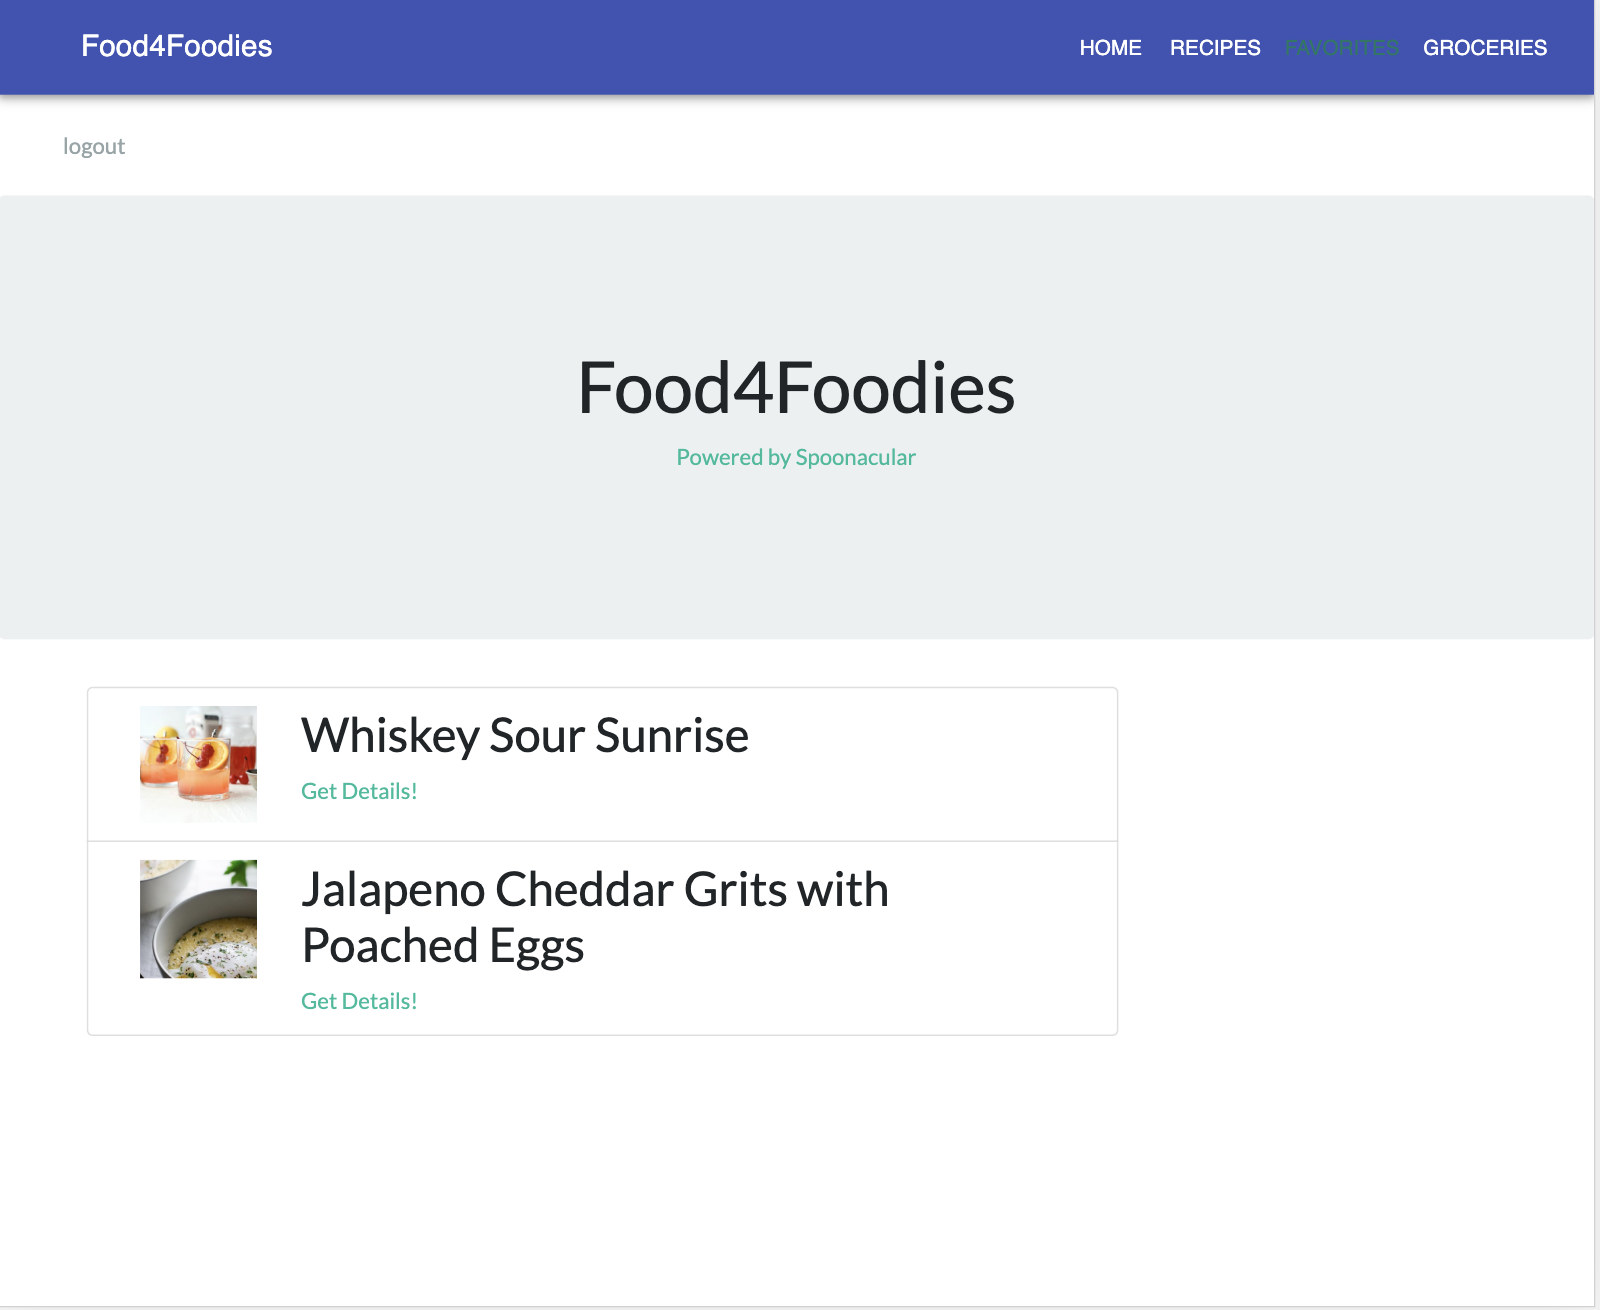 Food4Foodies
HOME RECIPES FAVORITES GROCERIES
logout
Food4Foodies
Powered by Spoonacular
Whiskey Sour Sunrise
Get Details!
Jalapeno Cheddar Grits with
Poached Eggs
Get Details!